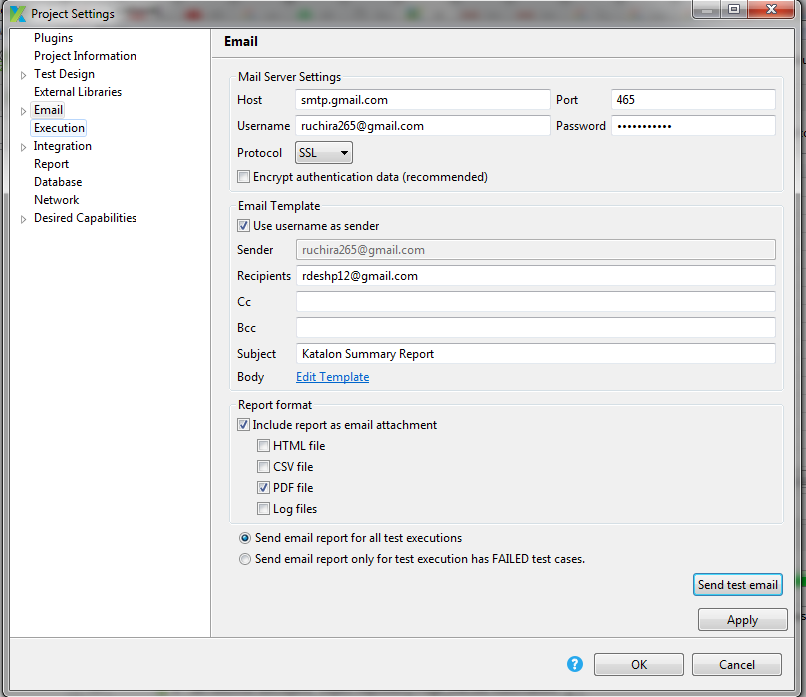 Project Settings
Plugins
Project Information
Test Design
External Libraries
Email
Execution
Integration
Report
Database
Network
Desired Capabilities
Email
Mail Server Settings
Host smtp.gmail.com Port 465
Username ruchira265@gmail.com Password •••••••••••
Protocol SSL
Encrypt authentication data (recommended)
Email Template
Use username as sender
Sender ruchira265@gmail.com
Recipients rdeshp12@gmail.com
Cc
Bcc
Subject Katalon Summary Report
Body Edit Template
Report format
Include report as email attachment
HTML file
CSV file
PDF file
Log files
Send email report for all test executions
Send email report only for test execution has FAILED test cases.
Send test email
Apply
? OK Cancel